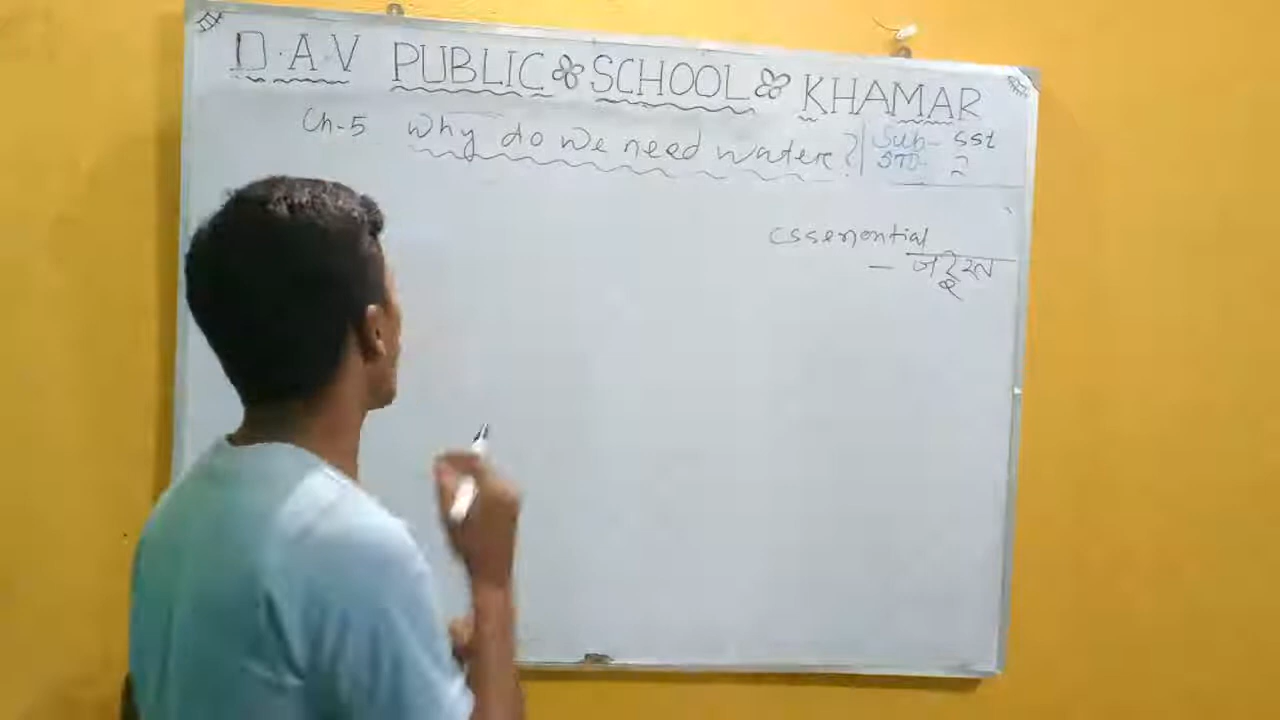 D.A.V PUBLIC SCHOOL KHAMAR
Ch-5 Why do we need water?
Sub- SST
STD- 2
essenontial
- जरूरत